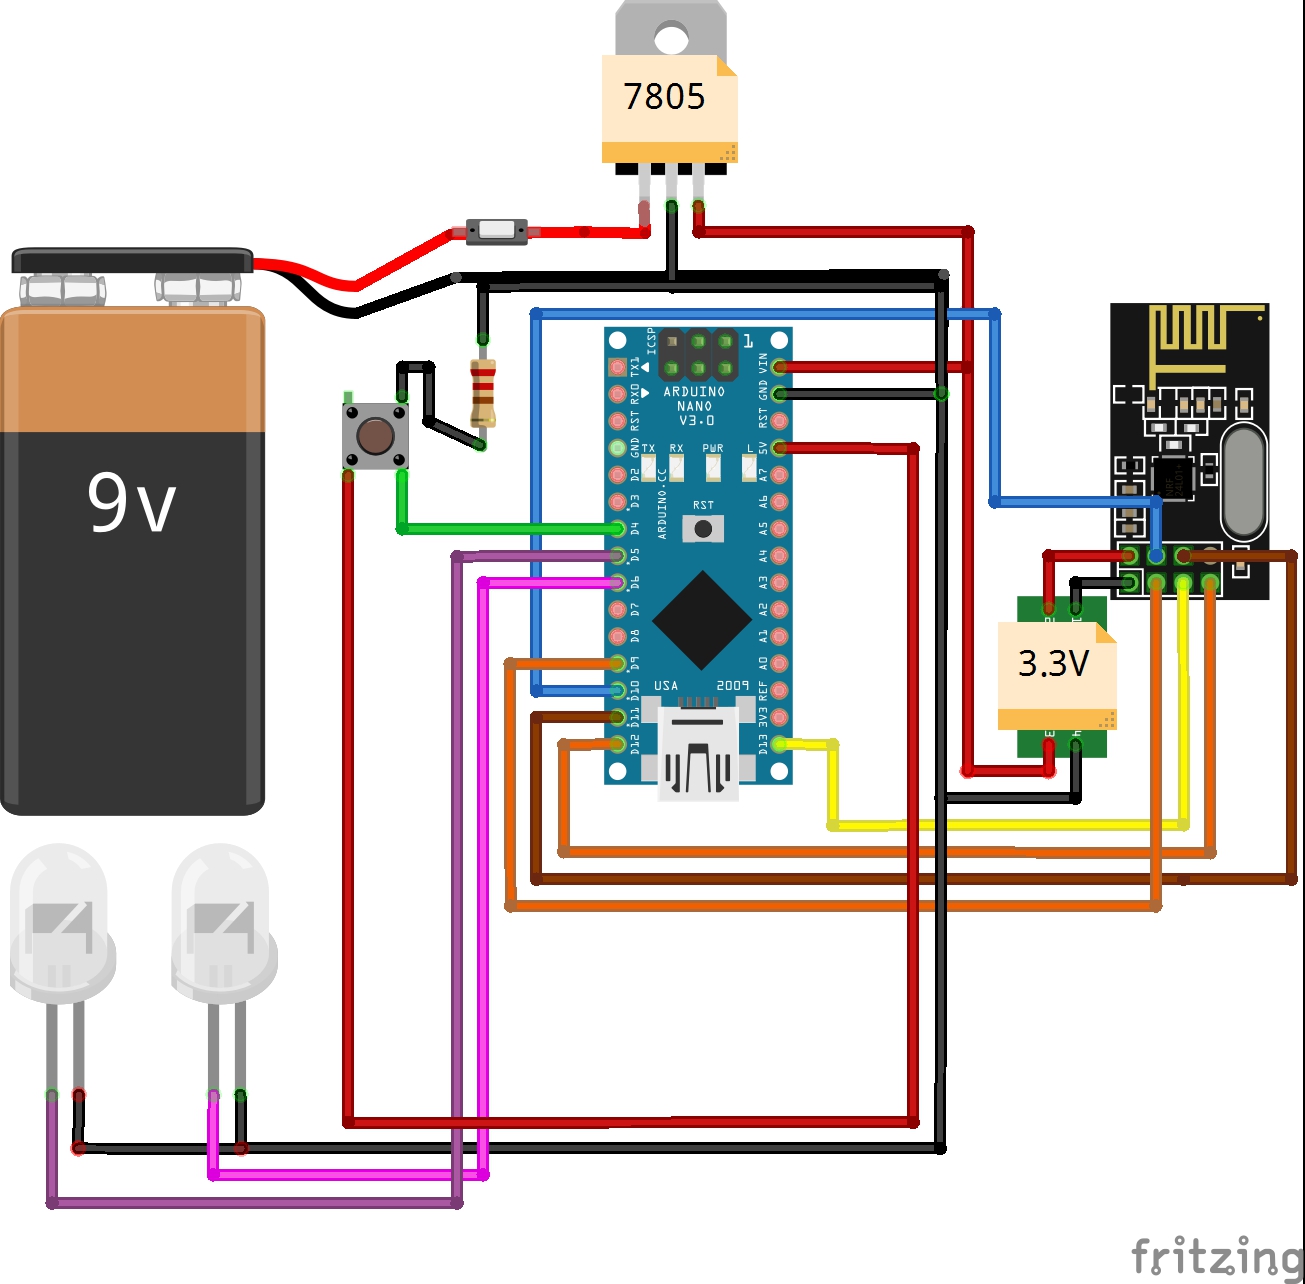 7805
9v
ICSP
1
ARDUINO
NANO
V3.0
TX1
RX0
RST
GND
D2
D3
D4
D5
D6
D7
D8
D9
D10
D11
D12
VIN
GND
RST
5V
A7
A6
A5
A4
A3
A2
A1
A0
REF
3V3
D13
TX RX PWR L
ARDUINO.CC
RST
USA 2009
NRF
24L01+
3.3V
fritzing